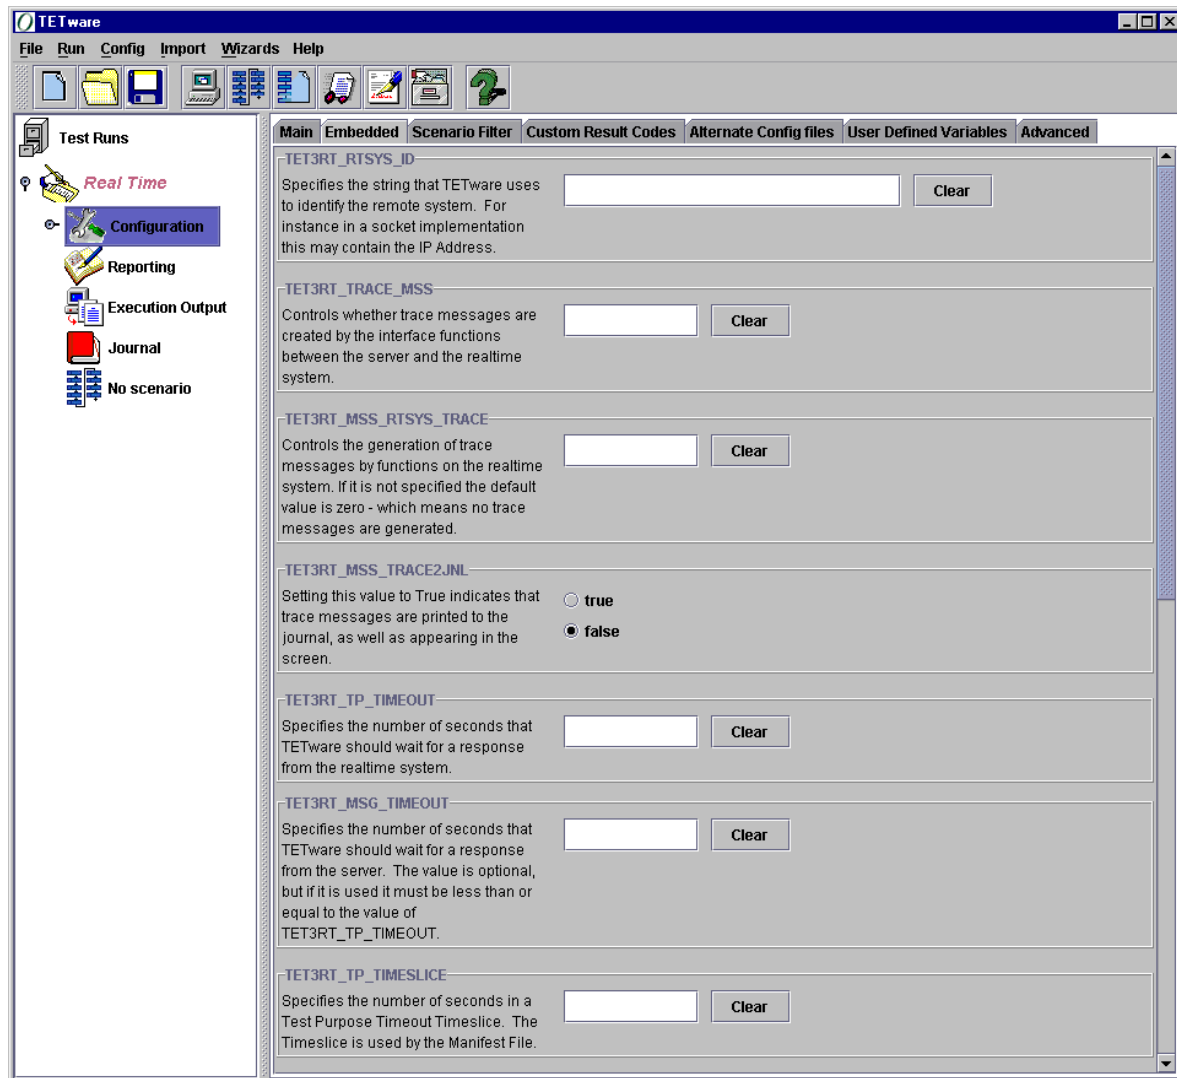 TETware
File Run Config Import Wizards Help
Test Runs
Real Time
Configuration
Reporting
Execution Output
Journal
No scenario
Main Embedded Scenario Filter Custom Result Codes Alternate Config files User Defined Variables Advanced
TET3RT_RTSYS_ID
Specifies the string that TETware uses
to identify the remote system. For
instance in a socket implementation
this may contain the IP Address.
Clear
TET3RT_TRACE_MSS
Controls whether trace messages are
created by the interface functions
between the server and the realtime
system.
Clear
TET3RT_MSS_RTSYS_TRACE
Controls the generation of trace
messages by functions on the realtime
system. If it is not specified the default
value is zero - which means no trace
messages are generated.
Clear
TET3RT_MSS_TRACE2JNL
Setting this value to True indicates that
trace messages are printed to the
journal, as well as appearing in the
screen.
true
false
TET3RT_TP_TIMEOUT
Specifies the number of seconds that
TETware should wait for a response
from the realtime system.
Clear
TET3RT_MSG_TIMEOUT
Specifies the number of seconds that
TETware should wait for a response
from the server. The value is optional,
but if it is used it must be less than or
equal to the value of
TET3RT_TP_TIMEOUT.
Clear
TET3RT_TP_TIMESLICE
Specifies the number of seconds in a
Test Purpose Timeout Timeslice. The
Timeslice is used by the Manifest File.
Clear